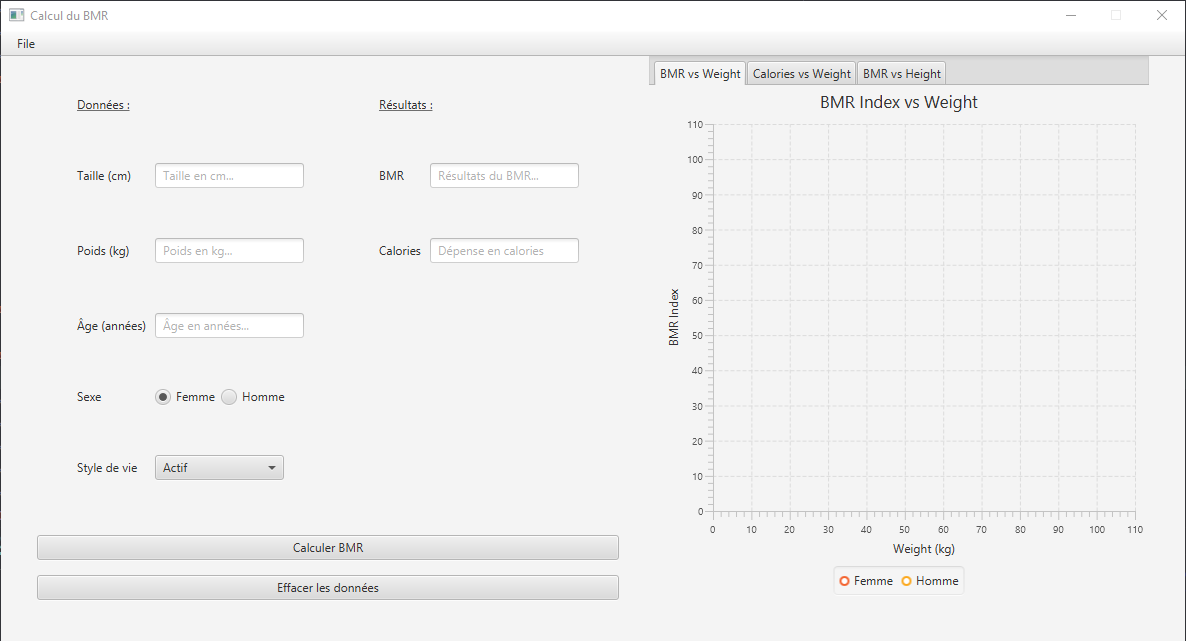 Calcul du BMR
File
Données :
Résultats :
Taille (cm)
Taille en cm...
BMR
Résultats du BMR...
Poids (kg)
Poids en kg...
Calories
Dépense en calories
Âge (années)
Âge en années...
Sexe
Femme
Homme
Style de vie
Actif
Calculer BMR
Effacer les données
BMR vs Weight
Calories vs Weight
BMR vs Height
BMR Index vs Weight
BMR Index
110
100
90
80
70
60
50
40
30
20
10
0
0 10 20 30 40 50 60 70 80 90 100 110
Weight (kg)
Femme
Homme